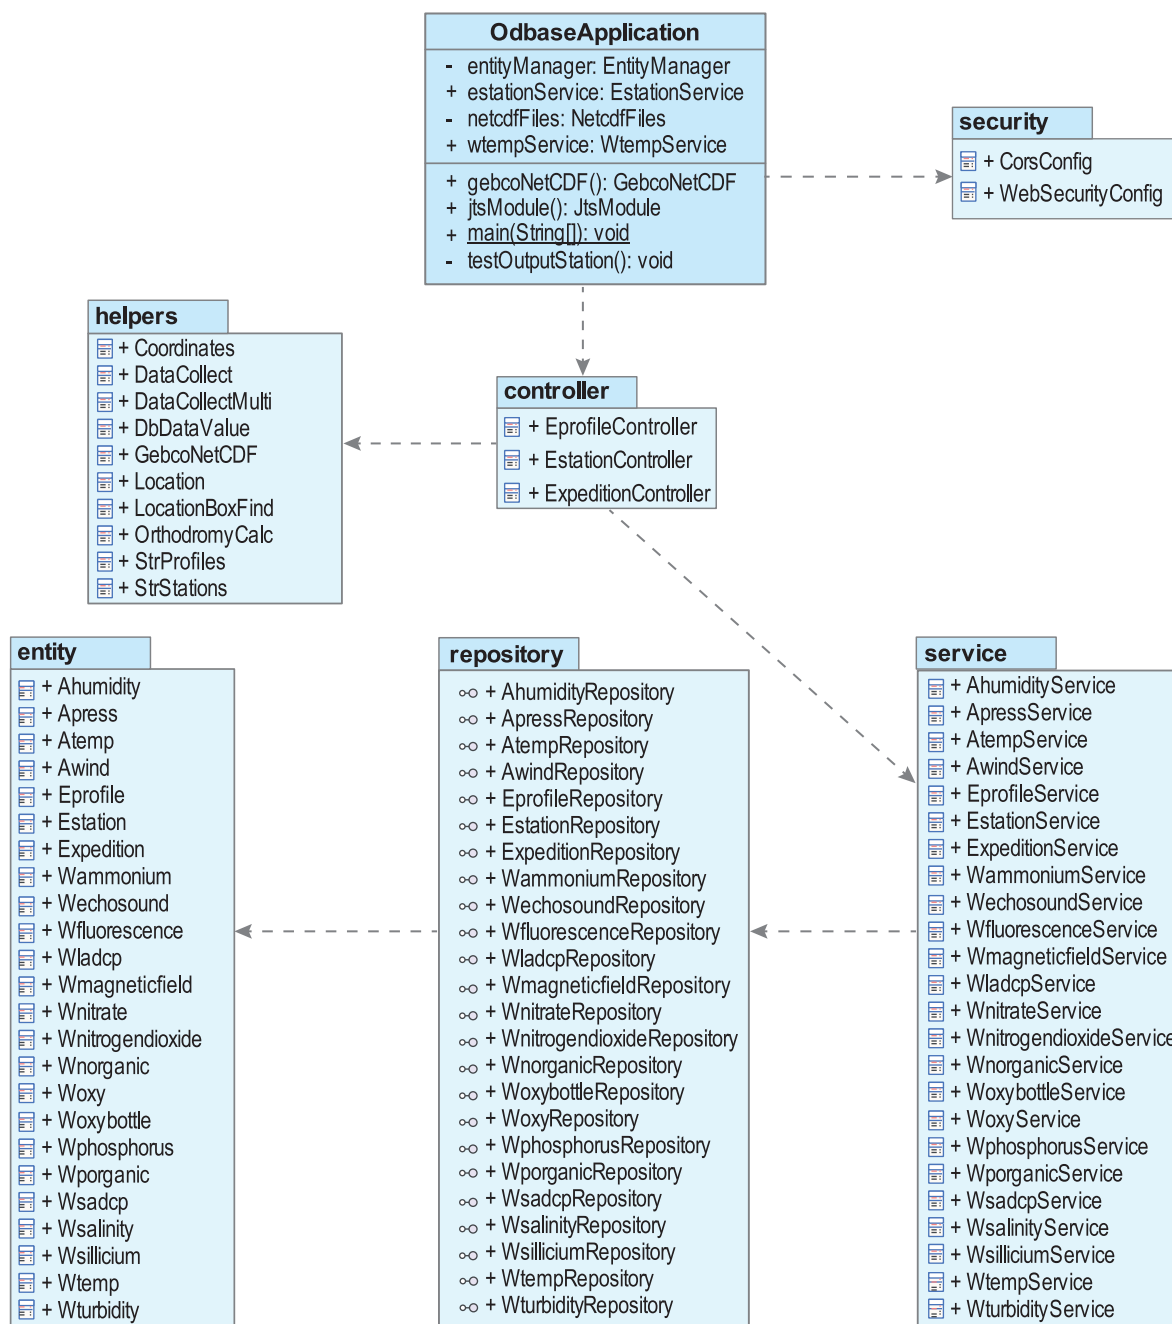 OdbaseApplication
- entityManager: EntityManager
+ estationService: EstationService
- netcdfFiles: NetcdfFiles
+ wtempService: WtempService
+ gebcoNetCDF(): GebcoNetCDF
+ jtsModule(): JtsModule
+ main(String[]): void
- testOutputStation(): void
security
+ CorsConfig
+ WebSecurityConfig
helpers
+ Coordinates
+ DataCollect
+ DataCollectMulti
+ DbDataValue
+ GebcoNetCDF
+ Location
+ LocationBoxFind
+ OrthodromyCalc
+ StrProfiles
+ StrStations
controller
+ EprofileController
+ EstationController
+ ExpeditionController
entity
+ Ahumidity
+ Apress
+ Atemp
+ Awind
+ Eprofile
+ Estation
+ Expedition
+ Wammonium
+ Wechosound
+ Wfluorescence
+ Wladcp
+ Wmagneticfield
+ Wnitrate
+ Wnitrogendioxide
+ Wnorganic
+ Woxy
+ Woxybottle
+ Wphosphorus
+ Wporganic
+ Wsadcp
+ Wsalinity
+ Wsillicium
+ Wtemp
+ Wturbidity
repository
+ AhumidityRepository
+ ApressRepository
+ AtempRepository
+ AwindRepository
+ EprofileRepository
+ EstationRepository
+ ExpeditionRepository
+ WammoniumRepository
+ WechosoundRepository
+ WfluorescenceRepository
+ WladcpRepository
+ WmagneticfieldRepository
+ WnitrateRepository
+ WnitrogendioxideRepository
+ WnorganicRepository
+ WoxybottleRepository
+ WoxyRepository
+ WphosphorusRepository
+ WporganicRepository
+ WsadcpRepository
+ WsalinityRepository
+ WsilliciumRepository
+ WtempRepository
+ WturbidityRepository
service
+ AhumidityService
+ ApressService
+ AtempService
+ AwindService
+ EprofileService
+ EstationService
+ ExpeditionService
+ WammoniumService
+ WechosoundService
+ WfluorescenceService
+ WmagneticfieldService
+ WladcpService
+ WnitrateService
+ WnitrogendioxideService
+ WnorganicService
+ WoxybottleService
+ WoxyService
+ WphosphorusService
+ WporganicService
+ WsadcpService
+ WsalinityService
+ WsilliciumService
+ WtempService
+ WturbidityService